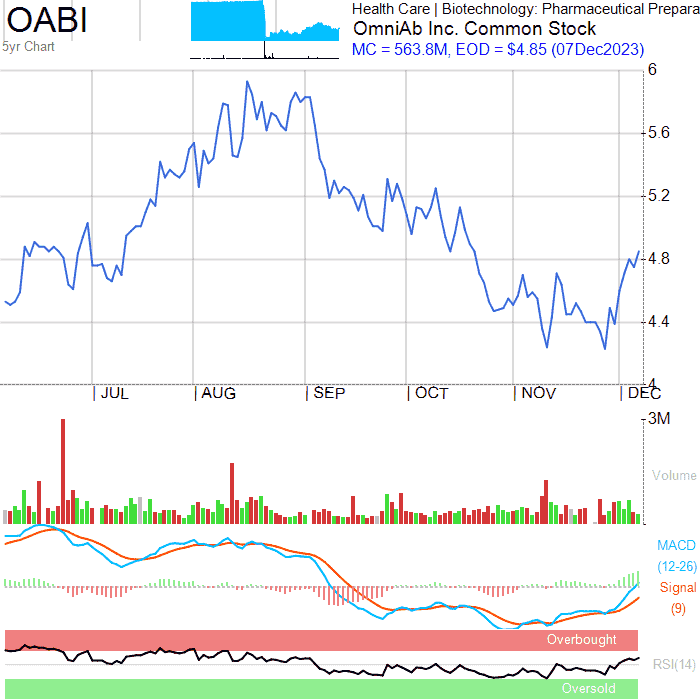 OABI
5yr Chart
Health Care | Biotechnology: Pharmaceutical Prepara
OmniAb Inc. Common Stock
MC = 563.8M, EOD = $4.85 (07Dec2023)
6
5.6
5.2
4.8
4.4
4
JUL AUG SEP OCT NOV DEC
3M
Volume
MACD
(12-26)
Signal
(9)
Overbought
RSI(14)
Oversold